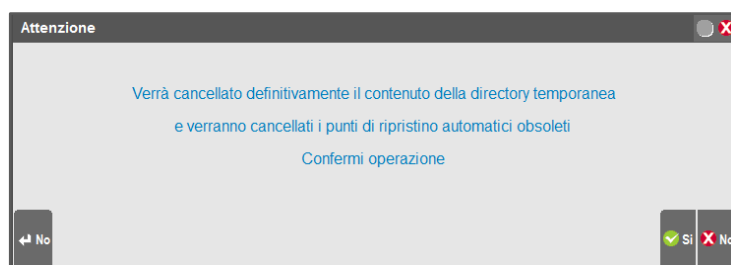 Attenzione
Verrà cancellato definitivamente il contenuto della directory temporanea
e verranno cancellati i punti di ripristino automatici obsoleti
Confermi operazione
No
Si
No